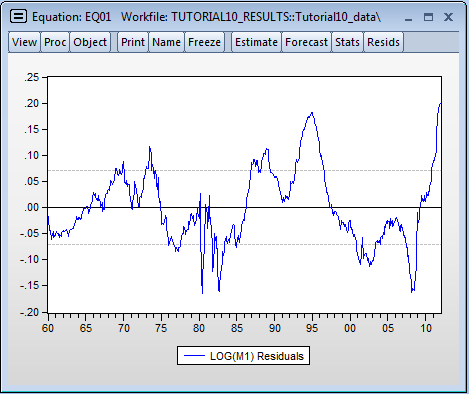 Equation: EQ01 Workfile: TUTORIAL10_RESULTS::Tutorial10_data\
View Proc Object Print Name Freeze Estimate Forecast Stats Resids
.25
.20
.15
.10
.05
.00
-.05
-.10
-.15
-.20
60 65 70 75 80 85 90 95 00 05 10
LOG(M1) Residuals